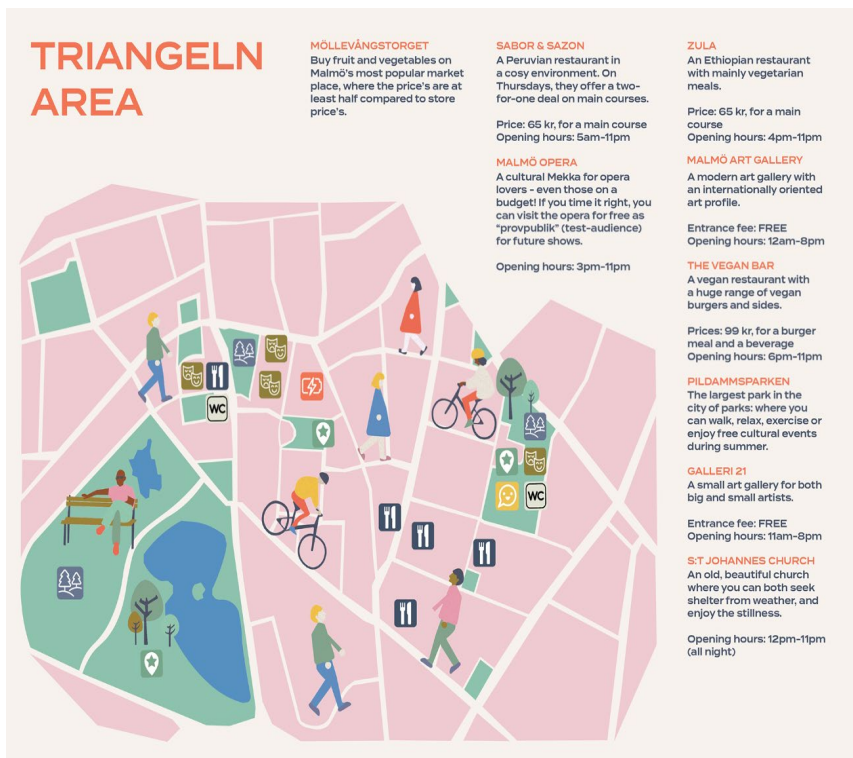 TRIANGELN
AREA
MÖLLEVÅNGSTORGET
Buy fruit and vegetables on
Malmö's most popular market
place, where the price's are at
least half compared to store
price's.
SABOR & SAZON
A Peruvian restaurant in
a cosy environment. On
Thursdays, they offer a two-
for-one deal on main courses.
Price: 65 kr, for a main course
Opening hours: 5am-11pm
MALMÖ OPERA
A cultural Mekka for opera
lovers - even those on a
budget! If you time it right, you
can visit the opera for free as
"provpublik" (test-audience)
for future shows.
Opening hours: 3pm-11pm
ZULA
An Ethiopian restaurant
with mainly vegetarian
meals.
Price: 65 kr, for a main
course
Opening hours: 4pm-11pm
MALMÖ ART GALLERY
A modern art gallery with
an internationally oriented
art profile.
Entrance fee: FREE
Opening hours: 12am-8pm
THE VEGAN BAR
A vegan restaurant with
a huge range of vegan
burgers and sides.
Prices: 99 kr, for a burger
meal and a beverage
Opening hours: 6pm-11pm
PILDAMMSPARKEN
The largest park in the
city of parks: where you
can walk, relax, exercise or
enjoy free cultural events
during summer.
GALLERI 21
A small art gallery for both
big and small artists.
Entrance fee: FREE
Opening hours: 11am-8pm
S:T JOHANNES CHURCH
An old, beautiful church
where you can both seek
shelter from weather, and
enjoy the stillness.
Opening hours: 12pm-11pm
(all night)
WC
WC